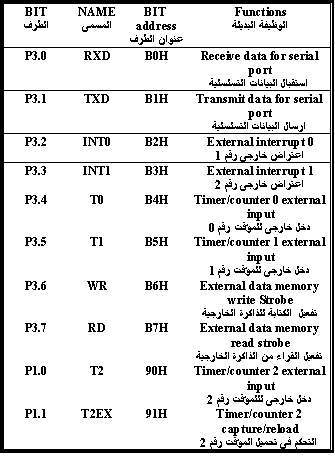 BIT NAME BIT Functions
الطرف المسمى address الوظيفة البديلة
عنوان الطرف
P3.0 RXD B0H Receive data for serial
port
استقبال البيانات التسلسلية
P3.1 TXD B1H Transmit data for serial
port
ارسال البيانات التسلسلية
P3.2 INT0 B2H External interrupt 0
اعتراض خارجى رقم 1
P3.3 INT1 B3H External interrupt 1
اعتراض خارجى رقم 2
P3.4 T0 B4H Timer/counter 0 external
input
دخل خارجى للمؤقت رقم 0
P3.5 T1 B5H Timer/counter 1 external
input
دخل خارجى للمؤقت رقم 1
P3.6 WR B6H External data memory
write Strobe
تفعيل الكتابة للذاكرة الخارجية
P3.7 RD B7H External data memory
read strobe
تفعيل القراء من الذاكرة الخارجية
P1.0 T2 90H Timer/counter 2 external
input
دخل خارجى للمؤقت رقم 2
P1.1 T2EX 91H Timer/counter 2
capture/reload
التحكم فى تحميل المؤقت رقم 2